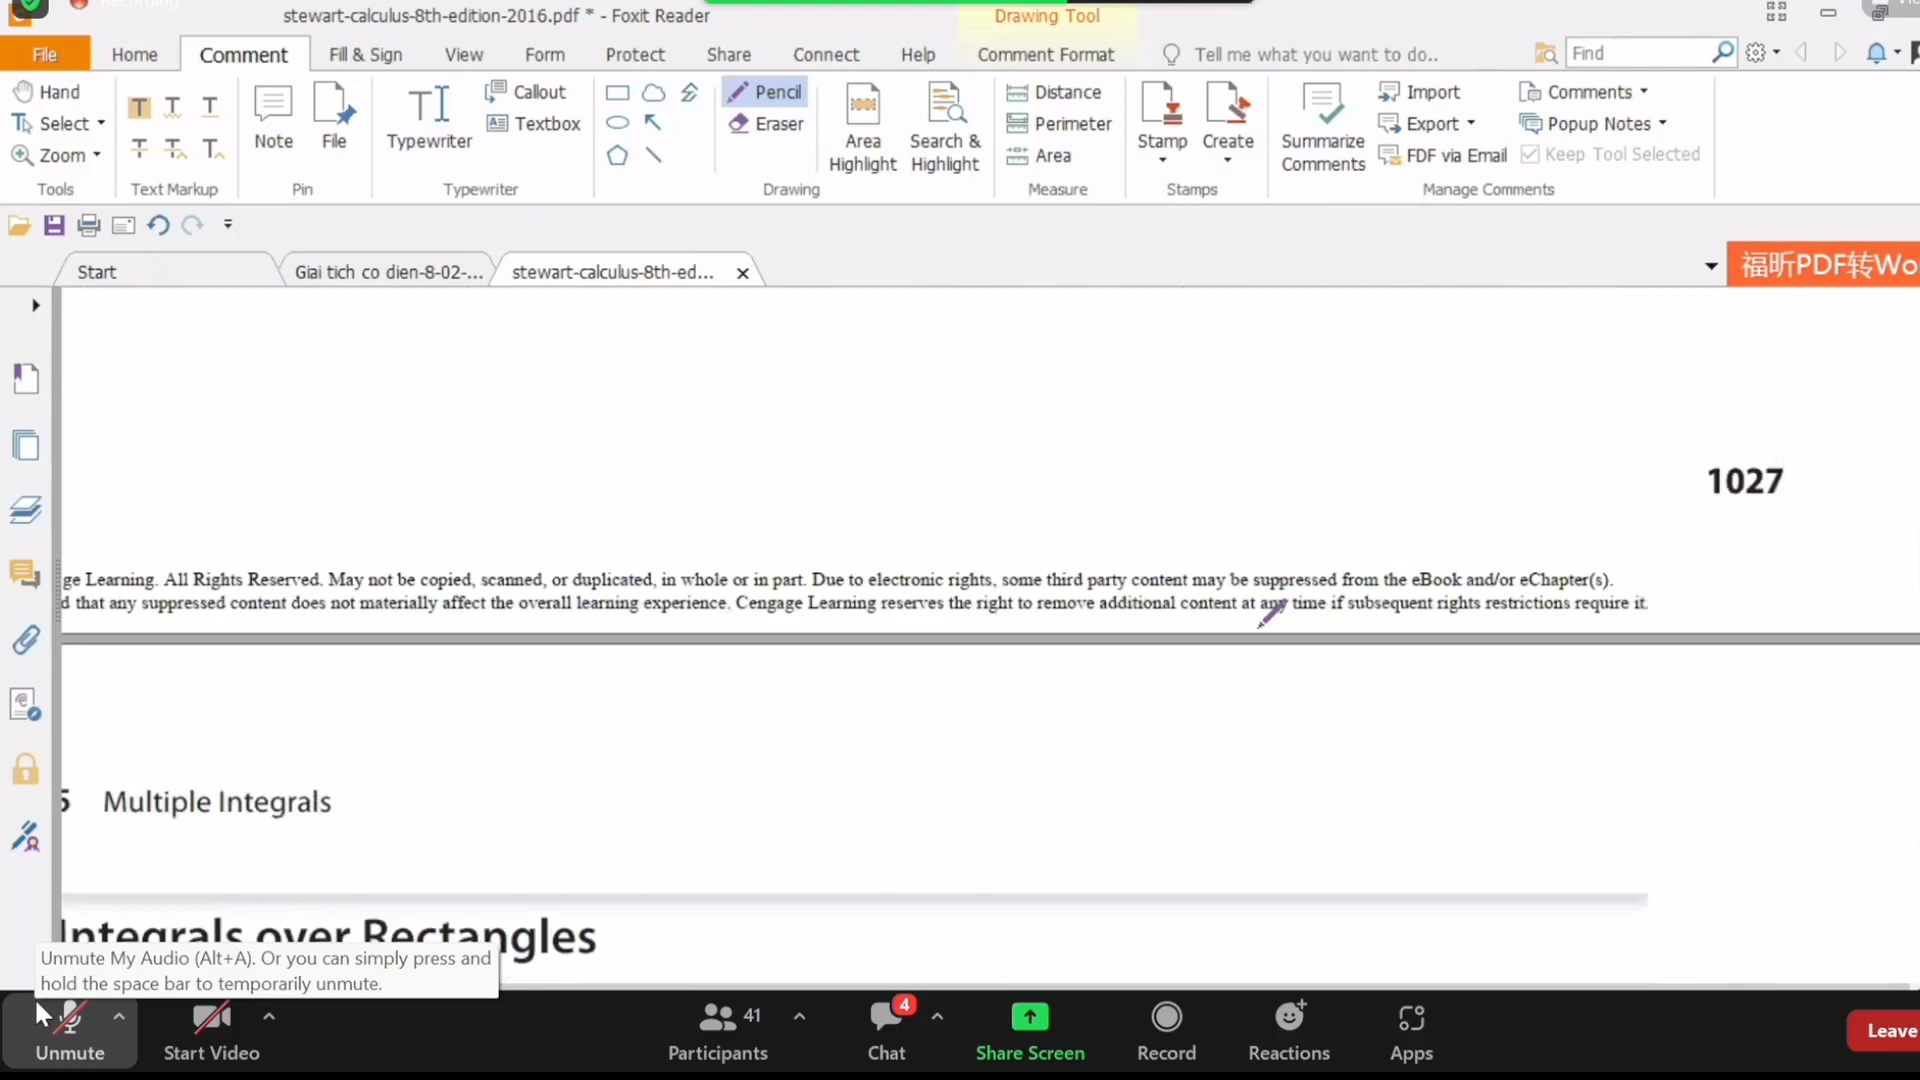 Recording
stewart-calculus-8th-edition-2016.pdf * - Foxit Reader
Drawing Tool
File
Home
Comment
Fill & Sign
View
Form
Protect
Share
Connect
Help
Comment Format
Tell me what you want to do..
Find
Hand
Select
Zoom
Tools
Text Markup
Note
File
Pin
Typewriter
Callout
Textbox
Typewriter
Pencil
Eraser
Area
Highlight
Search &
Highlight
Drawing
Distance
Perimeter
Area
Measure
Stamp
Create
Stamps
Summarize
Comments
Import
Export
FDF via Email
Comments
Popup Notes
Keep Tool Selected
Manage Comments
Start
Giai tich co dien-8-02-...
stewart-calculus-8th-ed...
福昕PDF转Wo
1027
ge Learning. All Rights Reserved. May not be copied, scanned, or duplicated, in whole or in part. Due to electronic rights, some third party content may be suppressed from the eBook and/or eChapter(s).
d that any suppressed content does not materially affect the overall learning experience. Cengage Learning reserves the right to remove additional content at any time if subsequent rights restrictions require it.
5 Multiple Integrals
Integrals over Rectangles
Unmute My Audio (Alt+A). Or you can simply press and
hold the space bar to temporarily unmute.
Unmute
Start Video
41
Participants
4
Chat
Share Screen
Record
Reactions
Apps
Leave